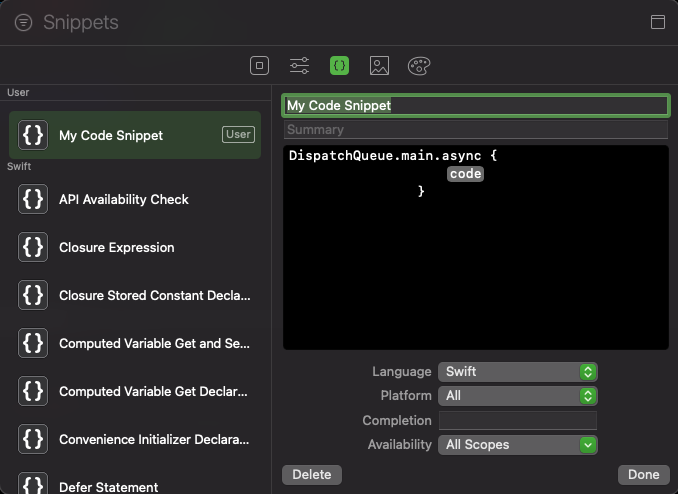 Snippets
User
My Code Snippet
User
Swift
API Availability Check
Closure Expression
Closure Stored Constant Decla...
Computed Variable Get and Se...
Computed Variable Get Declar...
Convenience Initializer Declara...
Defer Statement
My Code Snippet
Summary
DispatchQueue.main.async {
code
}
Language Swift
Platform All
Completion
Availability All Scopes
Delete Done